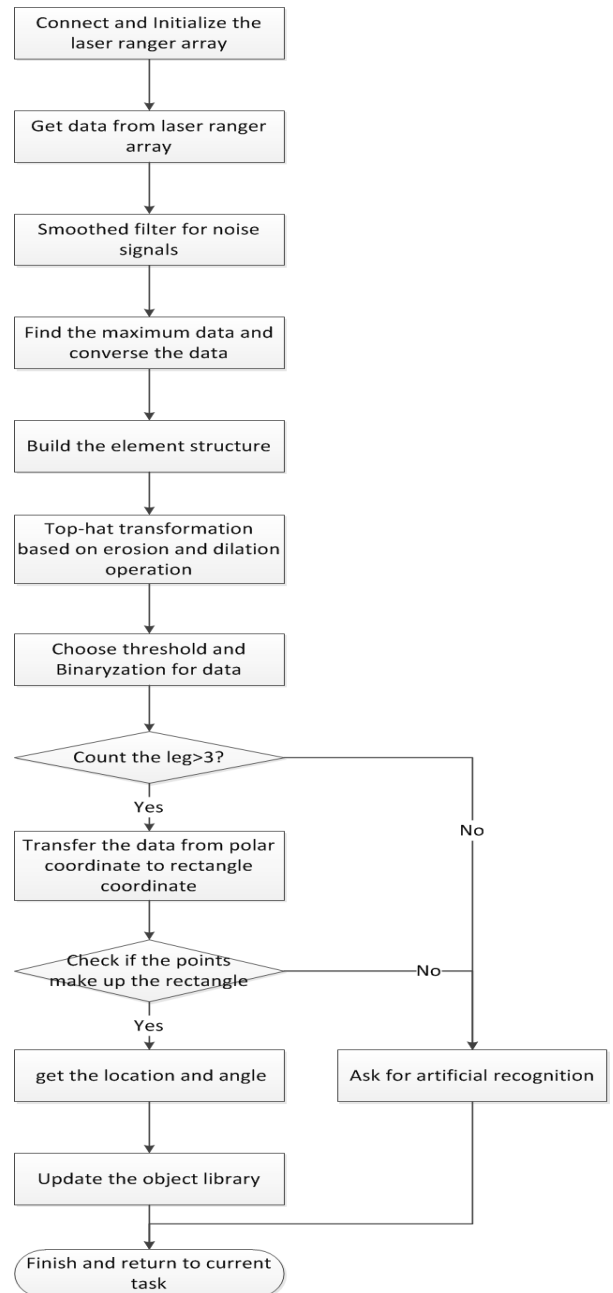 Connect and Initialize the
laser ranger array
Get data from laser ranger
array
Smoothed filter for noise
signals
Find the maximum data and
converse the data
Build the element structure
Top-hat transformation
based on erosion and dilation
operation
Choose threshold and
Binaryzation for data
Count the leg>3?
Yes
No
Transfer the data from polar
coordinate to rectangle
coordinate
Check if the points
make up the rectangle
No
Yes
get the location and angle
Ask for artificial recognition
Update the object library
Finish and return to current
task